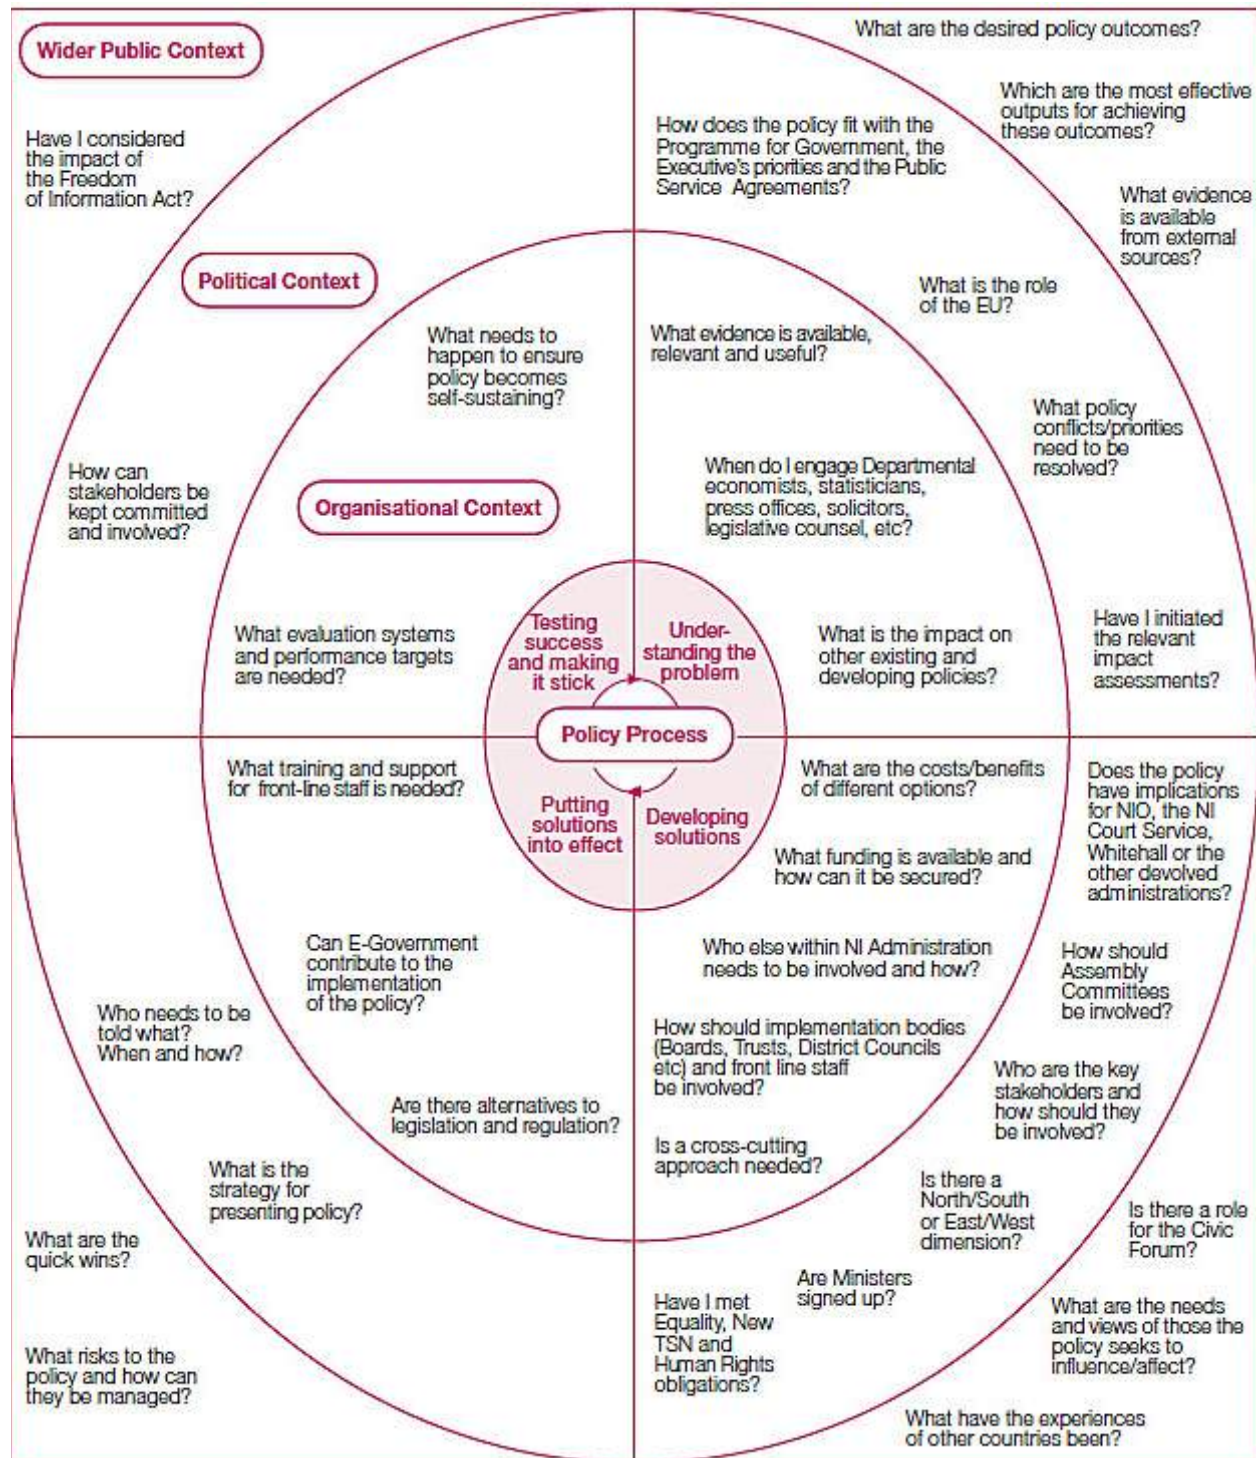 Wider Public Context
Have I considered
the impact of
the Freedom
of Information Act?
Political Context
What needs to
happen to ensure
policy becomes
self-sustaining?
How can
stakeholders be
kept committed
and involved?
Organisational Context
What evaluation systems
and performance targets
are needed?
Testing
success
and making
it stick
What are the desired policy outcomes?
Which are the most effective
outputs for achieving
these outcomes?
How does the policy fit with the
Programme for Government, the
Executive's priorities and the Public
Service Agreements?
What evidence
is available
from external
sources?
What is the role
of the EU?
What evidence is available,
relevant and useful?
What policy
conflicts/priorities
need to be
resolved?
When do I engage Departmental
economists, statisticians,
press offices, solicitors,
legislative counsel, etc?
Under-
standing the
problem
What is the impact on
other existing and
developing policies?
Have I initiated
the relevant
impact
assessments?
Policy Process
What training and support
for front-line staff is needed?
Putting
solutions
into effect
Can E-Government
contribute to the
implementation
of the policy?
Who needs to be
told what?
When and how?
Are there alternatives to
legislation and regulation?
What is the
strategy for
presenting policy?
What are the
quick wins?
What risks to the
policy and how can
they be managed?
Developing
solutions
What are the costs/benefits
of different options?
Does the policy
have implications
for NIO, the NI
Court Service,
Whitehall or the
other devolved
administrations?
What funding is available and
how can it be secured?
Who else within NI Administration
needs to be involved and how?
How should
Assembly
Committees
be involved?
How should implementation bodies
(Boards, Trusts, District Councils
etc) and front line staff
be involved?
Who are the key
stakeholders and
how should they
be involved?
Is a cross-cutting
approach needed?
Is there a
North/South
or East/West
dimension?
Is there a role
for the Civic
Forum?
Are Ministers
signed up?
Have I met
Equality, New
TSN and
Human Rights
obligations?
What are the needs
and views of those the
policy seeks to
influence/affect?
What have the experiences
of other countries been?